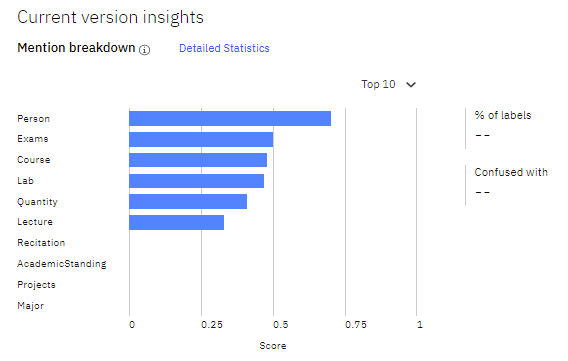 Current version insights
Mention breakdown Detailed Statistics
Top 10
Person
Exams
Course
Lab
Quantity
Lecture
Recitation
AcademicStanding
Projects
Major
0 0.25 0.5 0.75 1
Score
% of labels
--
Confused with
--